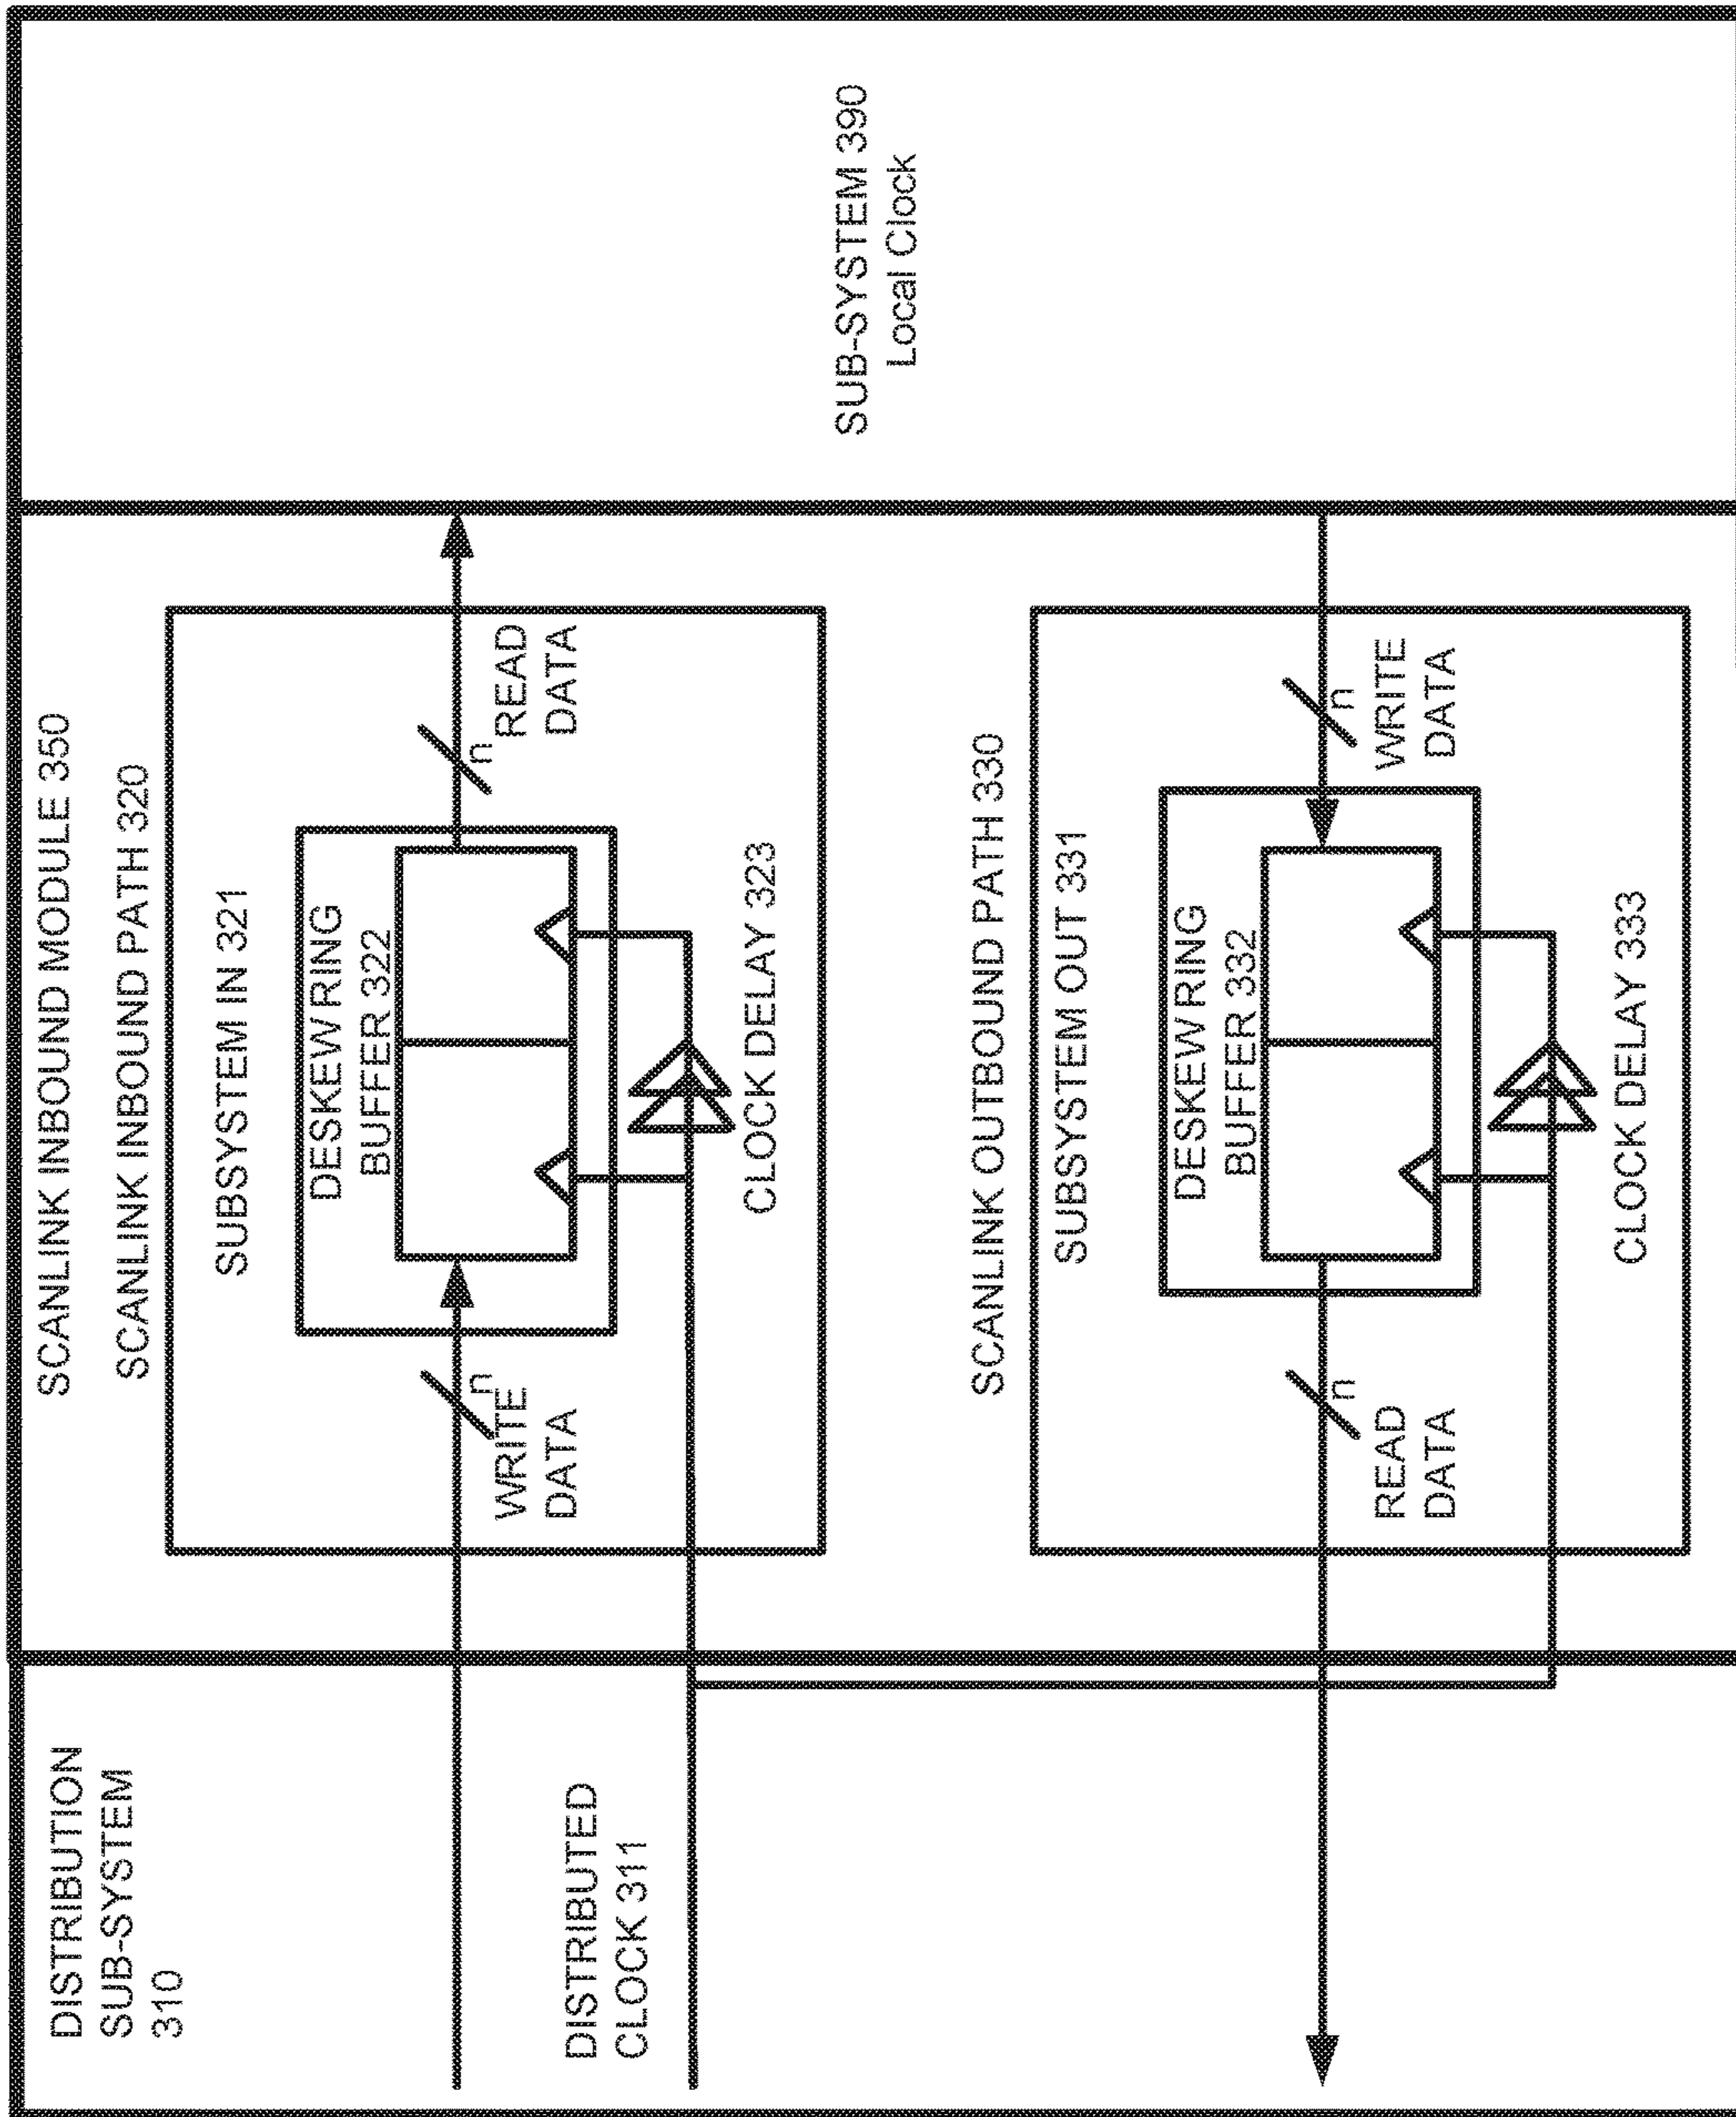 DISTRIBUTION
SUB-SYSTEM
310
DISTRIBUTED
CLOCK 311
SCANLINK INBOUND MODULE 350
SCANLINK INBOUND PATH 320
SUBSYSTEM IN 321
DESKEW RING
BUFFER 322
n
WRITE
DATA
n
READ
DATA
CLOCK DELAY 323
SCANLINK OUTBOUND PATH 330
SUBSYSTEM OUT 331
DESKEW RING
BUFFER 332
n
READ
DATA
n
WRITE
DATA
CLOCK DELAY 333
SUB-SYSTEM 390
Local Clock